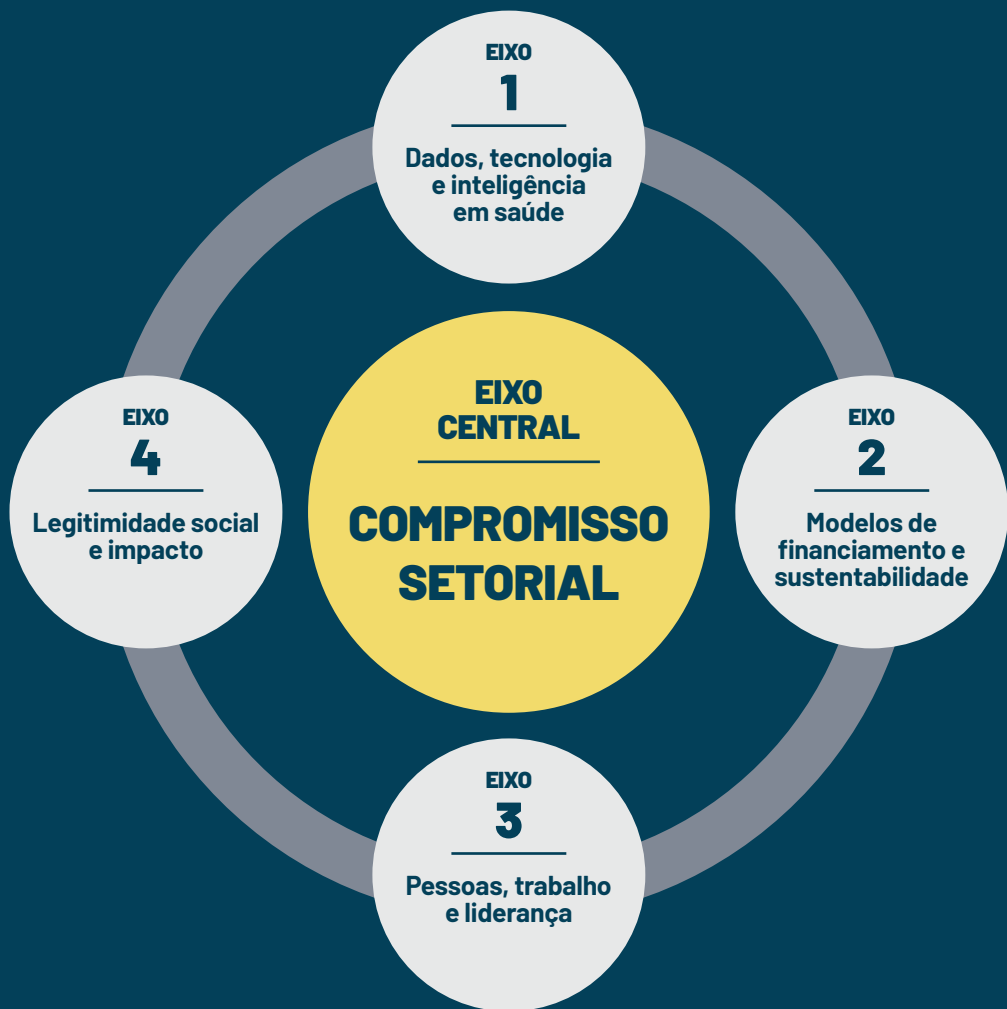 EIXO
1
Dados, tecnologia
e inteligência
em saúde
EIXO
4
Legitimidade social
e impacto
EIXO
CENTRAL
COMPROMISSO
SETORIAL
EIXO
2
Modelos de
financiamento e
sustentabilidade
EIXO
3
Pessoas, trabalho
e liderança